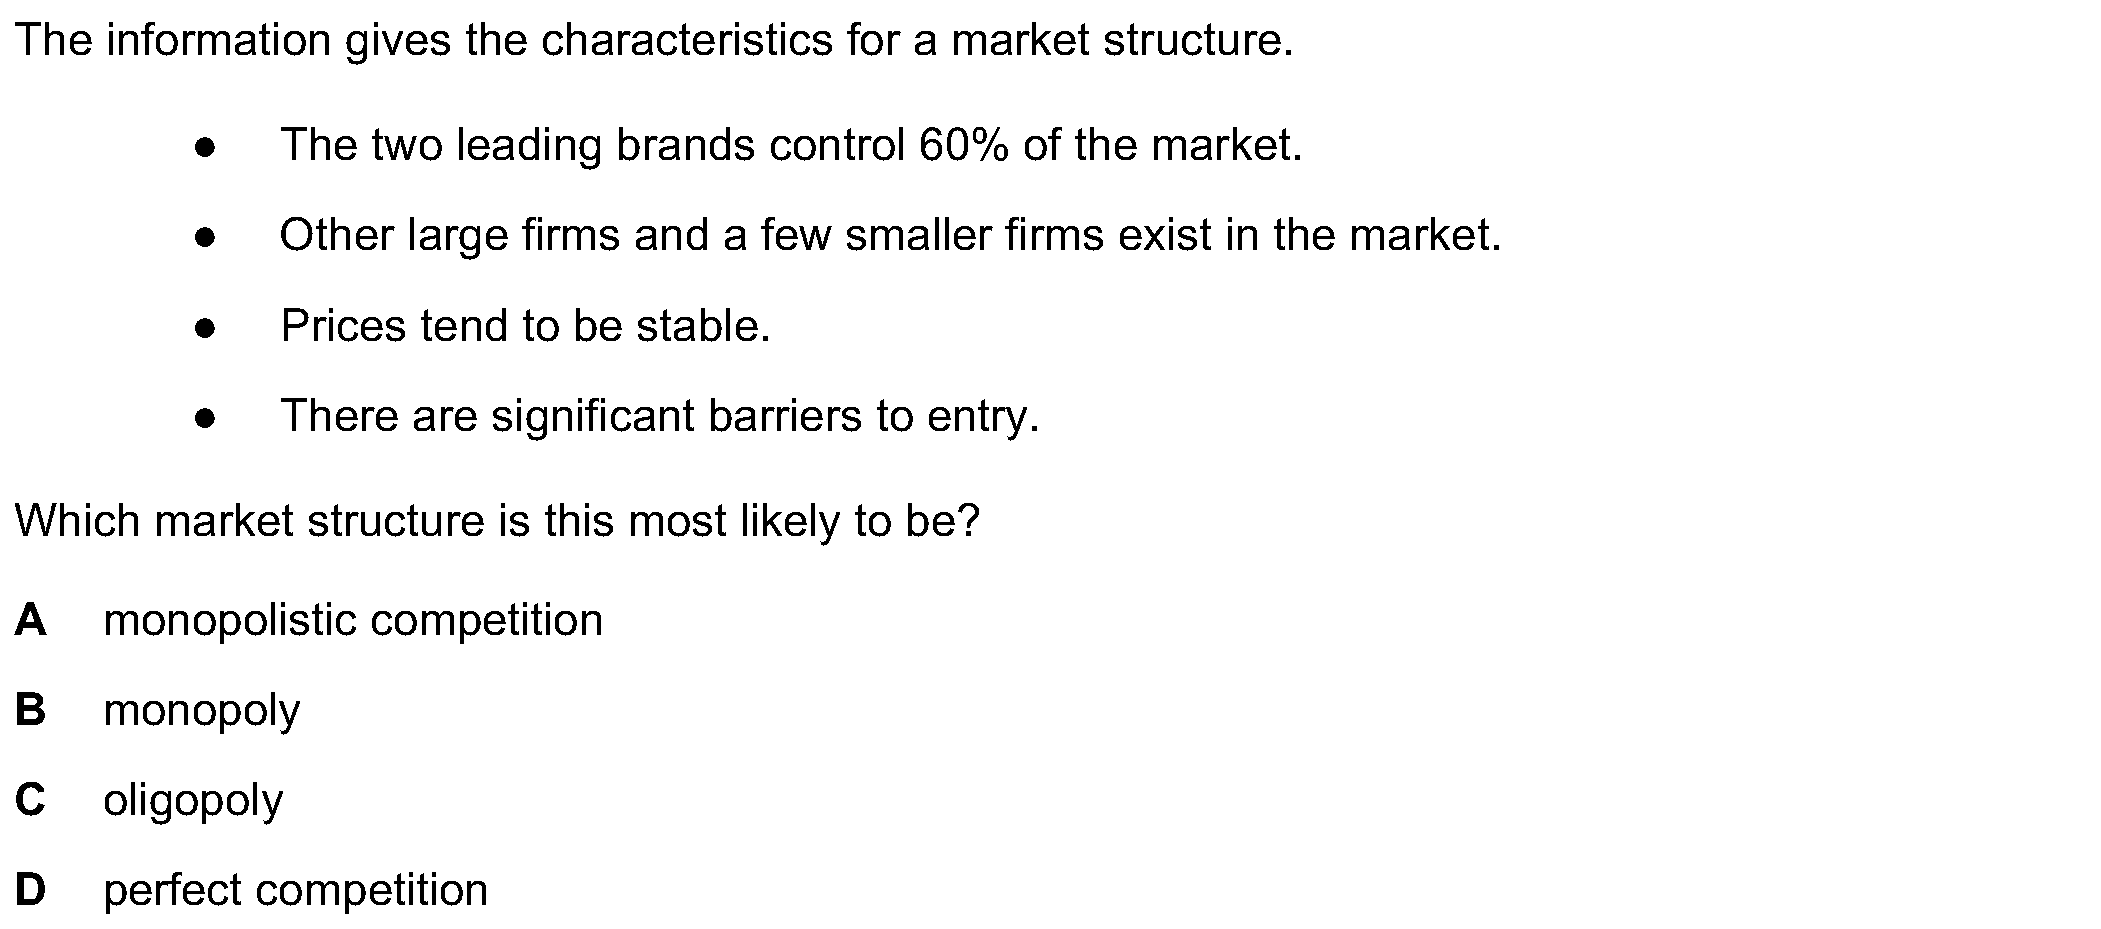 The information gives the characteristics for a market structure.
● The two leading brands control 60% of the market.
● Other large firms and a few smaller firms exist in the market.
● Prices tend to be stable.
● There are significant barriers to entry.
Which market structure is this most likely to be?
A monopolistic competition
B monopoly
C oligopoly
D perfect competition